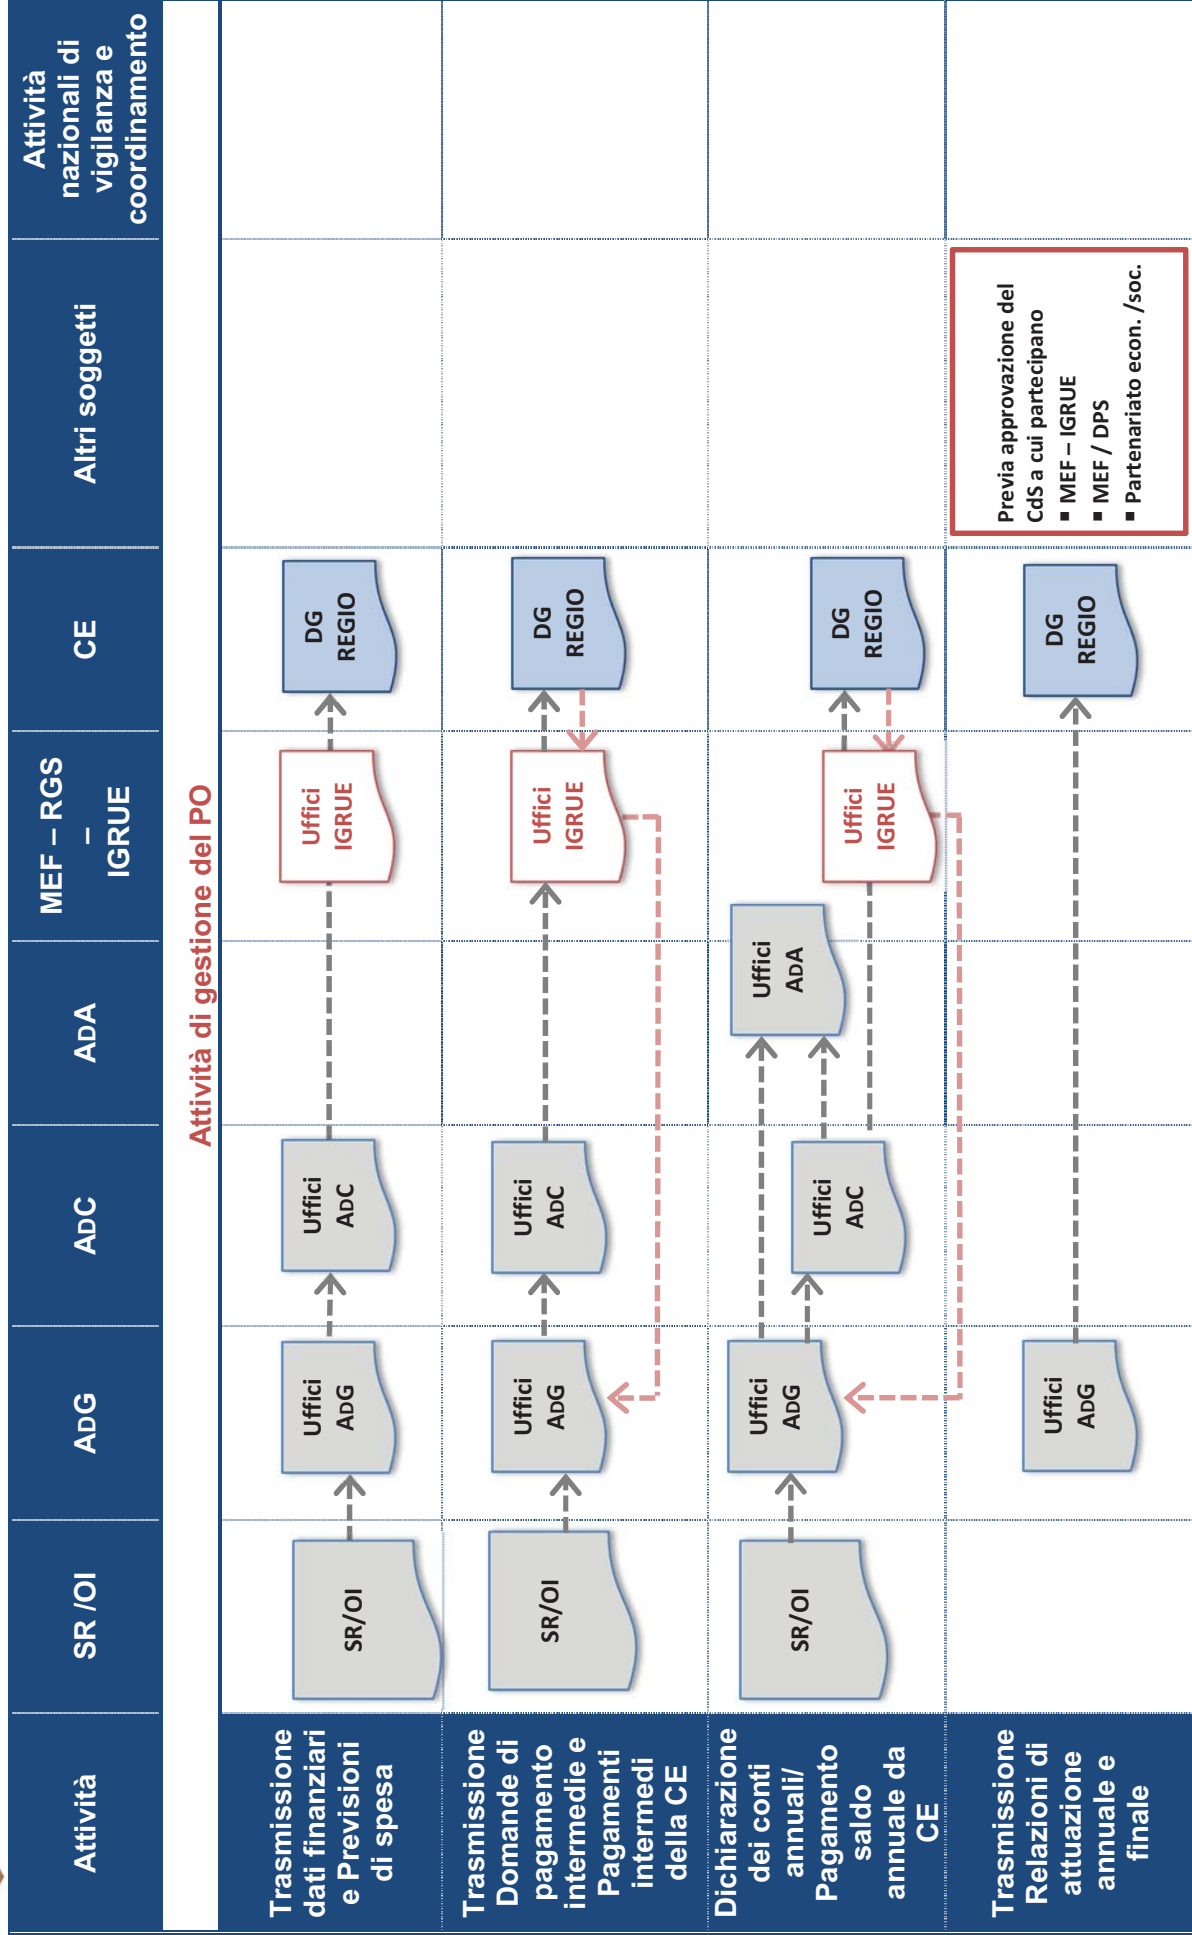 Attività
SR /OI
ADG
ADC
ADA
MEF – RGS
–
IGRUE
CE
Altri soggetti
Attività
nazionali di
vigilanza e
coordinamento
Attività di gestione del PO
Trasmissione
dati finanziari
e Previsioni
di spesa
SR/OI
Uffici
ADG
Uffici
ADC
Uffici
IGRUE
DG
REGIO
Trasmissione
Domande di
pagamento
intermedie e
Pagamenti
intermedi
della CE
SR/OI
Uffici
ADG
Uffici
ADC
Uffici
IGRUE
DG
REGIO
Dichiarazione
dei conti
annuali/
Pagamento
saldo
annuale da
CE
SR/OI
Uffici
ADG
Uffici
ADC
Uffici
ADA
Uffici
IGRUE
DG
REGIO
Trasmissione
Relazioni di
attuazione
annuale e
finale
Uffici
ADG
DG
REGIO
Previa approvazione del
CdS a cui partecipano
▪ MEF – IGRUE
▪ MEF / DPS
▪ Partenariato econ. /soc.